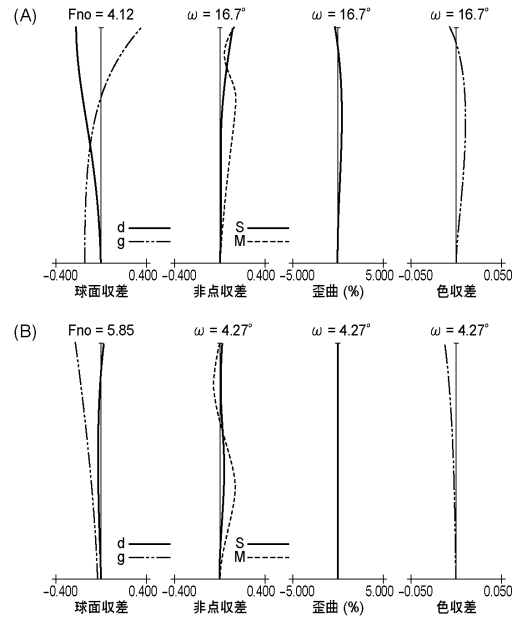 (A) Fno = 4.12 ω = 16.7° ω = 16.7° ω = 16.7°
d S
g M
-0.400 0.400 -0.400 0.400 -5.000 5.000 -0.050 0.050
球面収差 非点収差 歪曲 (%) 色収差
(B) Fno = 5.85 ω = 4.27° ω = 4.27° ω = 4.27°
d S
g M
-0.400 0.400 -0.400 0.400 -5.000 5.000 -0.050 0.050
球面収差 非点収差 歪曲 (%) 色収差